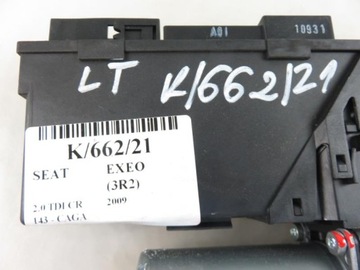 A01 10931
LT K/662/21
K/662/21
SEAT EXEO
(3R2)
2.0 TDI CR 2009
143 - CAGA